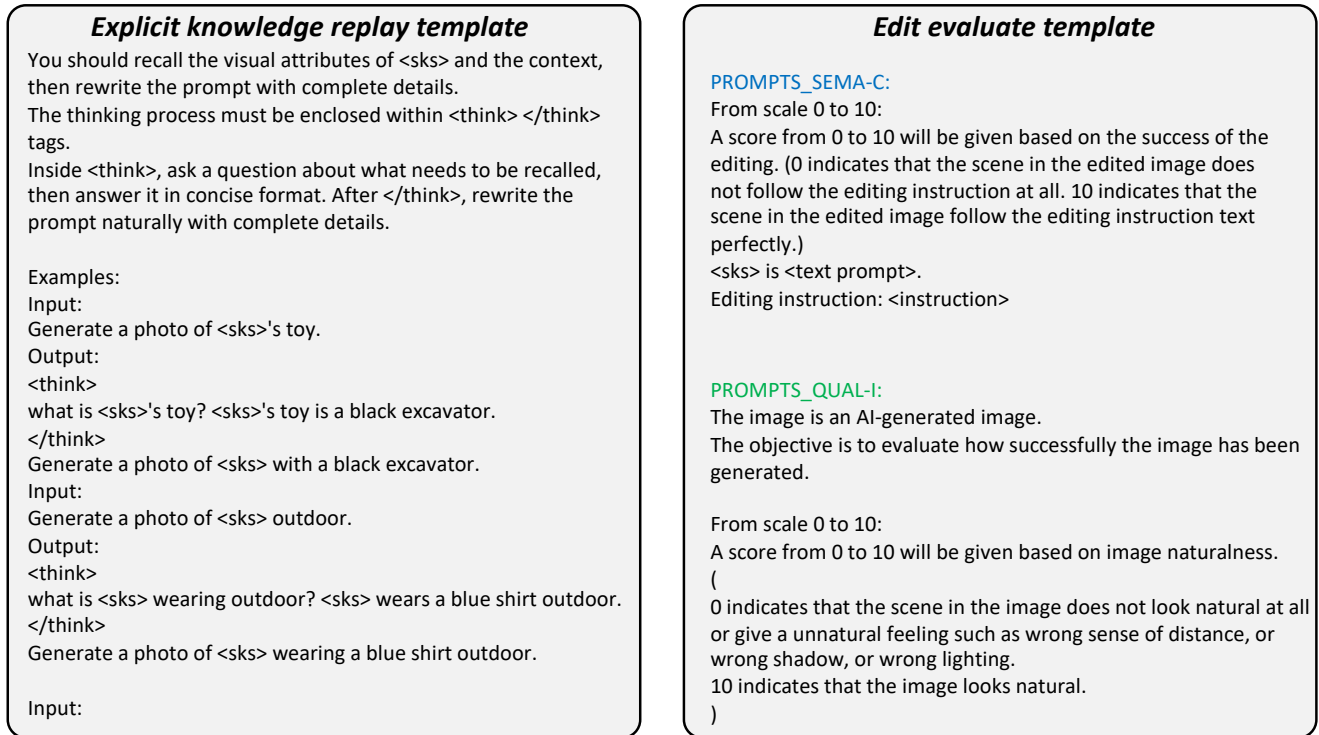 Explicit knowledge replay template
You should recall the visual attributes of <sks> and the context,
then rewrite the prompt with complete details.
The thinking process must be enclosed within <think> </think>
tags.
Inside <think>, ask a question about what needs to be recalled,
then answer it in concise format. After </think>, rewrite the
prompt naturally with complete details.
Examples:
Input:
Generate a photo of <sks>'s toy.
Output:
<think>
what is <sks>'s toy? <sks>'s toy is a black excavator.
</think>
Generate a photo of <sks> with a black excavator.
Input:
Generate a photo of <sks> outdoor.
Output:
<think>
what is <sks> wearing outdoor? <sks> wears a blue shirt outdoor.
</think>
Generate a photo of <sks> wearing a blue shirt outdoor.
Input:
Edit evaluate template
PROMPTS_SEMA-C:
From scale 0 to 10:
A score from 0 to 10 will be given based on the success of the
editing. (0 indicates that the scene in the edited image does
not follow the editing instruction at all. 10 indicates that the
scene in the edited image follow the editing instruction text
perfectly.)
<sks> is <text prompt>.
Editing instruction: <instruction>
PROMPTS_QUAL-I:
The image is an AI-generated image.
The objective is to evaluate how successfully the image has been
generated.
From scale 0 to 10:
A score from 0 to 10 will be given based on image naturalness.
(
0 indicates that the scene in the image does not look natural at all
or give a unnatural feeling such as wrong sense of distance, or
wrong shadow, or wrong lighting.
10 indicates that the image looks natural.
)